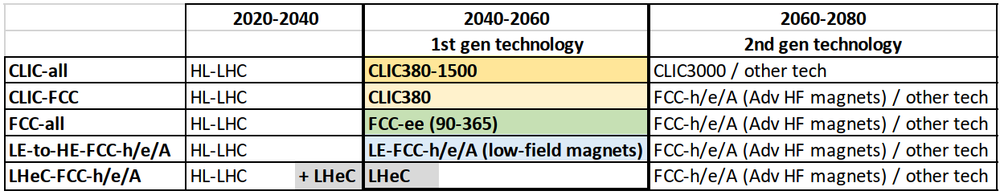 2020-2040 2040-2060 2060-2080
1st gen technology 2nd gen technology
CLIC-all HL-LHC CLIC380-1500 CLIC3000 / other tech
CLIC-FCC HL-LHC CLIC380 FCC-h/e/A (Adv HF magnets) / other tech
FCC-all HL-LHC FCC-ee (90-365) FCC-h/e/A (Adv HF magnets) / other tech
LE-to-HE-FCC-h/e/A HL-LHC LE-FCC-h/e/A (low-field magnets) FCC-h/e/A (Adv HF magnets) / other tech
LHeC-FCC-h/e/A HL-LHC + LHeC LHeC FCC-h/e/A (Adv HF magnets) / other tech